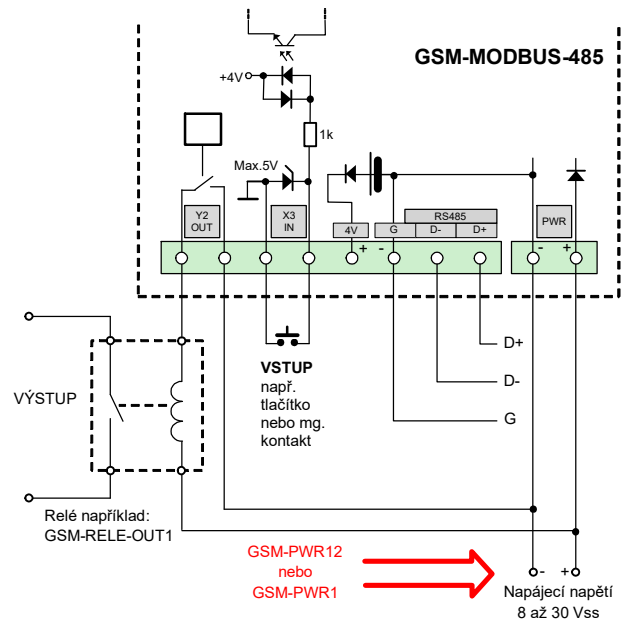 GSM-MODBUS-485
+4V
1k
Max.5V
Y2
OUT
X3
IN
4V
G
RS485
D-
D+
PWR
+
-
-
+
D+
VSTUP
např.
tlačítko
nebo mg.
kontakt
D-
G
VÝSTUP
Relé například:
GSM-RELE-OUT1
GSM-PWR12
nebo
GSM-PWR1
- +
Napájecí napětí
8 až 30 Vss